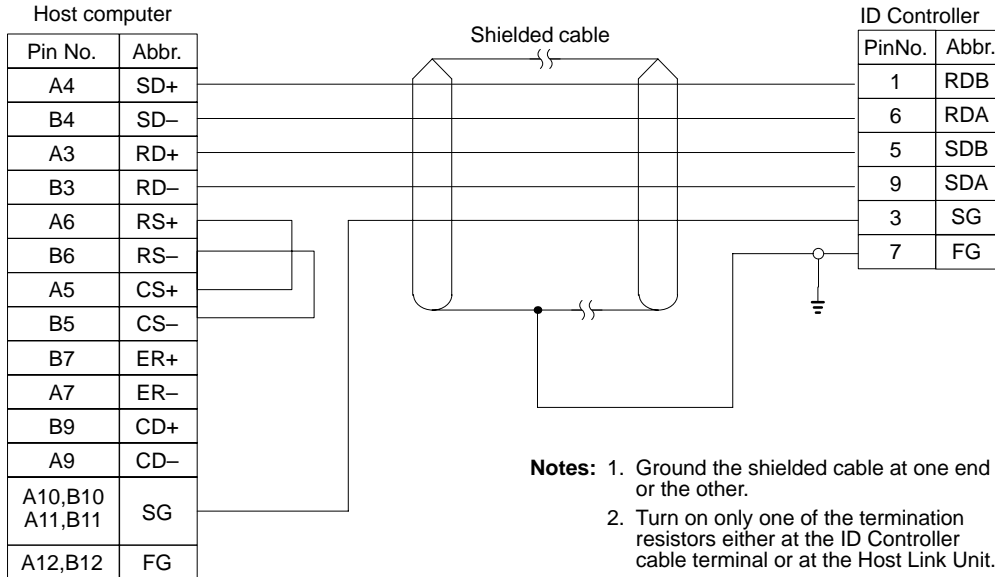 Host computer
Pin No. Abbr.
A4 SD+
B4 SD–
A3 RD+
B3 RD–
A6 RS+
B6 RS–
A5 CS+
B5 CS–
B7 ER+
A7 ER–
B9 CD+
A9 CD–
A10,B10
A11,B11 SG
A12,B12 FG
Shielded cable
ID Controller
PinNo. Abbr.
1 RDB
6 RDA
5 SDB
9 SDA
3 SG
7 FG
Notes: 1. Ground the shielded cable at one end
or the other.
2. Turn on only one of the termination
resistors either at the ID Controller
cable terminal or at the Host Link Unit.